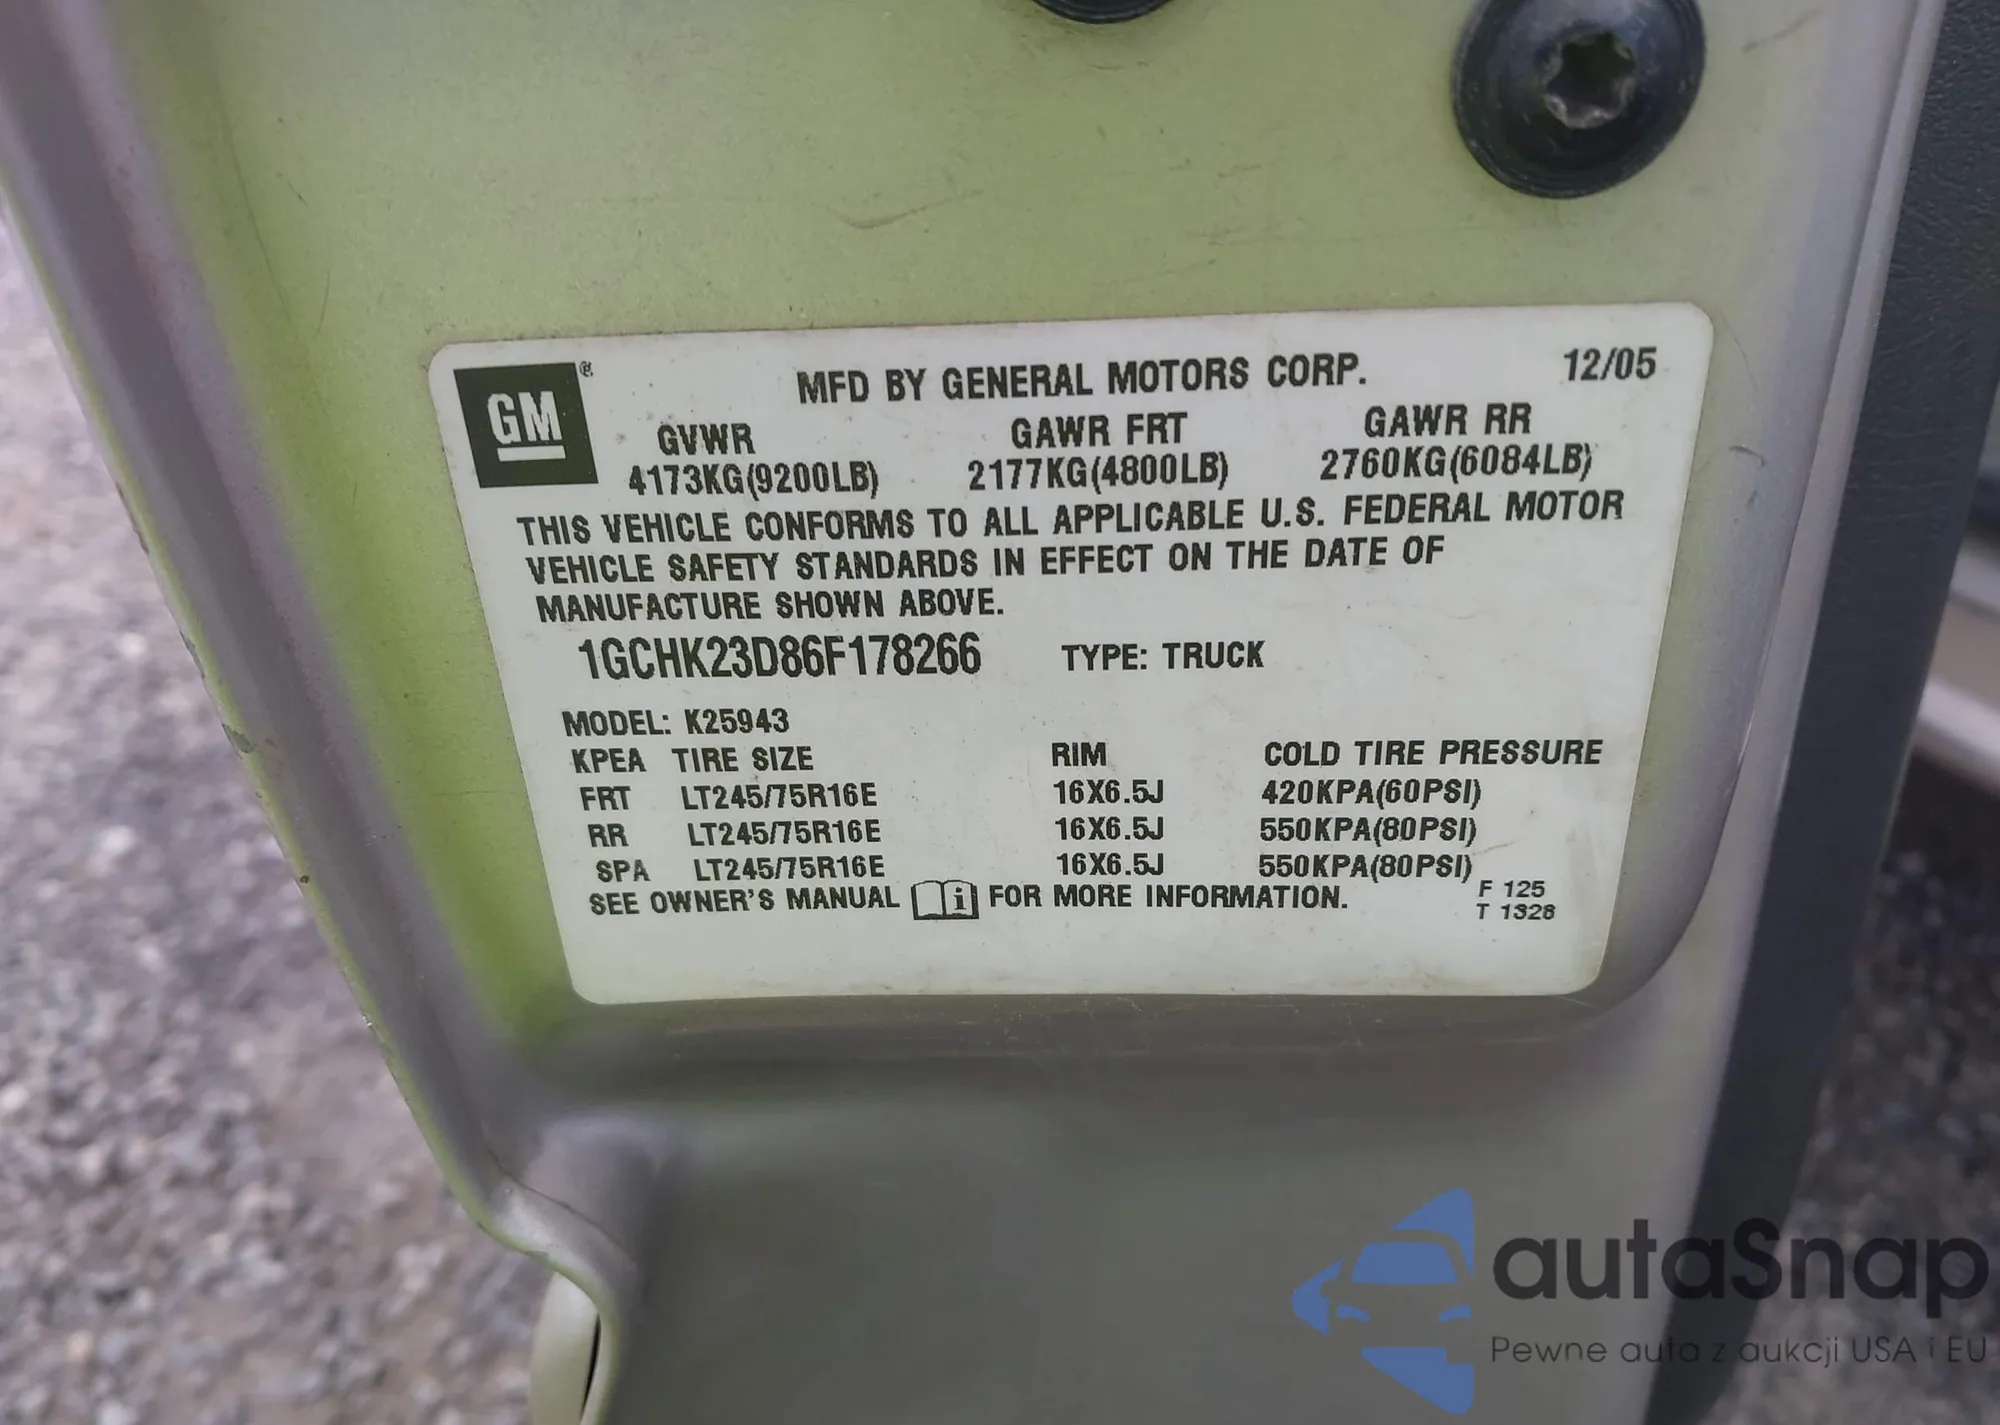 GM®
MFD BY GENERAL MOTORS CORP. 12/05
GVWR GAWR FRT GAWR RR
4173KG(9200LB) 2177KG(4800LB) 2760KG(6084LB)
THIS VEHICLE CONFORMS TO ALL APPLICABLE U.S. FEDERAL MOTOR
VEHICLE SAFETY STANDARDS IN EFFECT ON THE DATE OF
MANUFACTURE SHOWN ABOVE.
1GCHK23D86F178266 TYPE: TRUCK
MODEL: K25943
KPEA TIRE SIZE RIM COLD TIRE PRESSURE
FRT LT245/75R16E 16X6.5J 420KPA(60PSI)
RR LT245/75R16E 16X6.5J 550KPA(80PSI)
SPA LT245/75R16E 16X6.5J 550KPA(80PSI)
SEE OWNER'S MANUAL i FOR MORE INFORMATION.
F 125
T 1328
autaSnap
Pewne auta z aukcji USA i EU